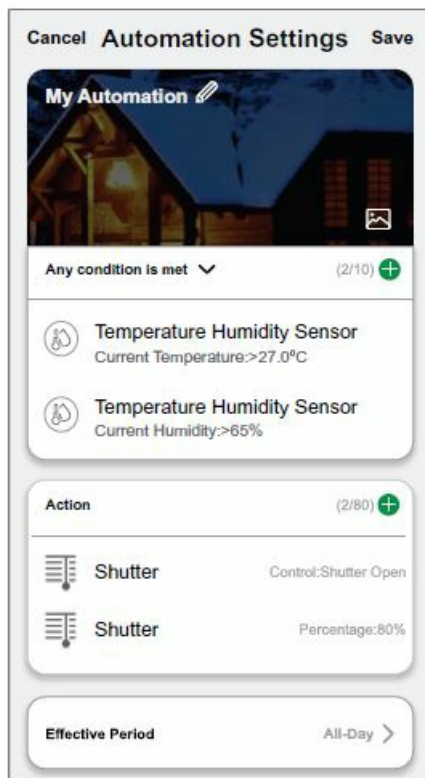 Cancel Automation Settings Save
My Automation
Any condition is met (2/10)
Temperature Humidity Sensor
Current Temperature:>27.0ºC
Temperature Humidity Sensor
Current Humidity:>65%
Action (2/80)
Shutter Control:Shutter Open
Shutter Percentage:80%
Effective Period All-Day